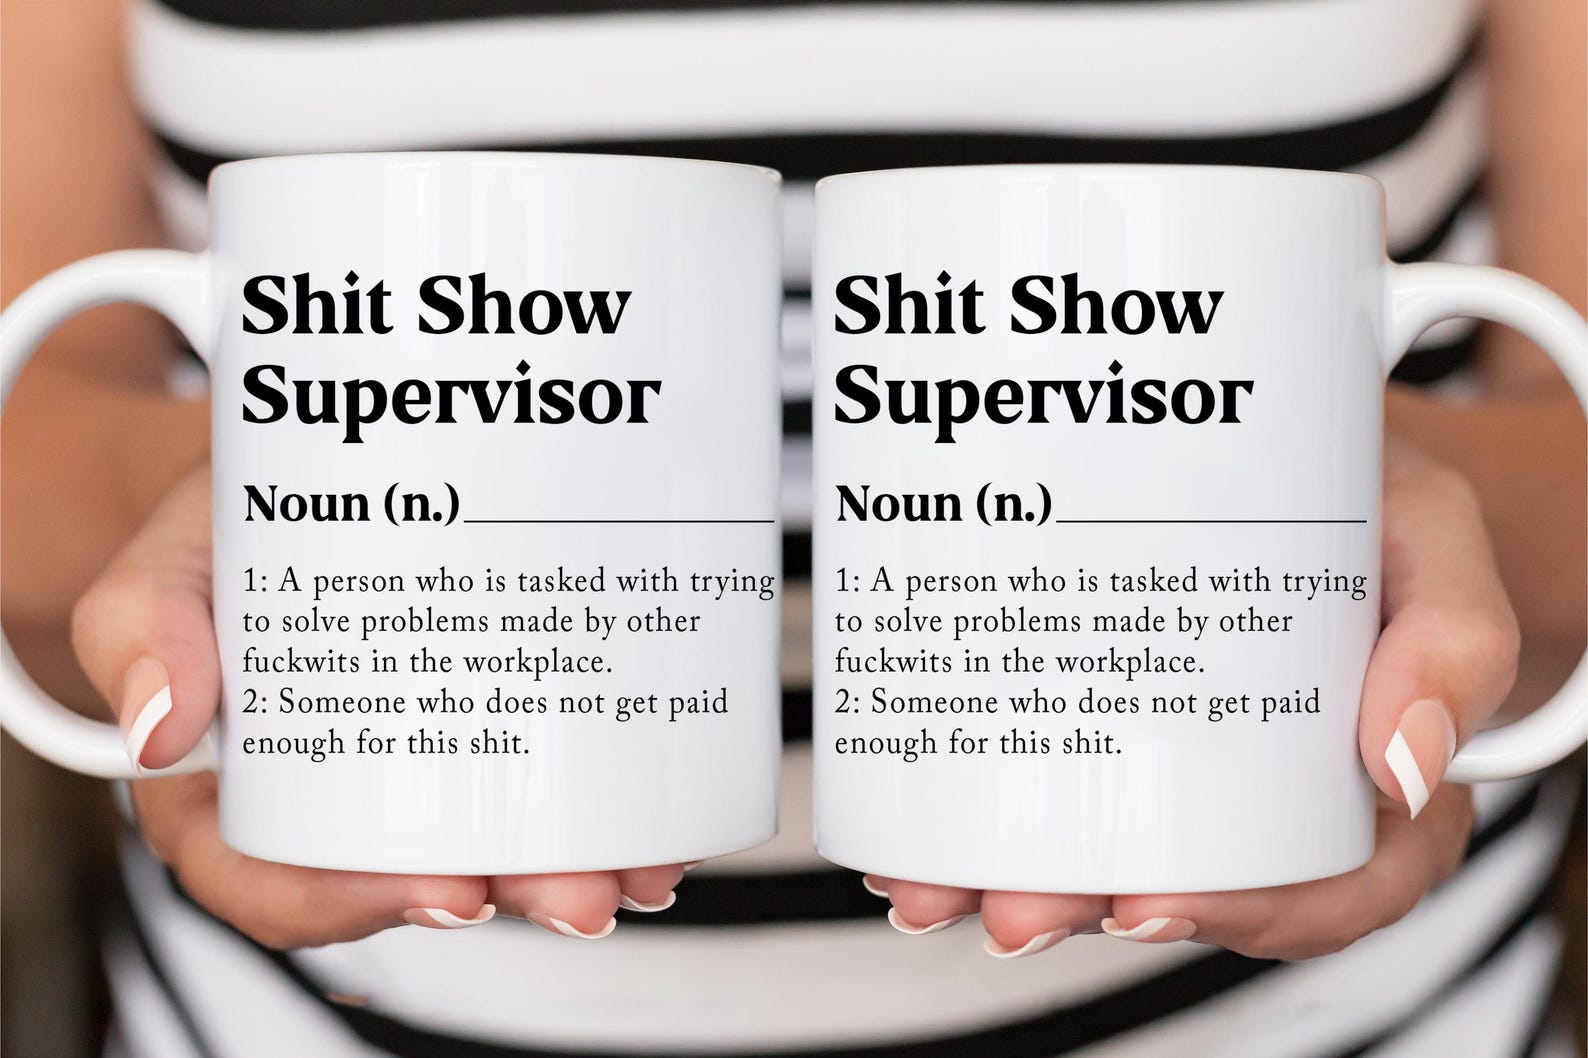 Shit Show
Supervisor
Noun (n.)
1: A person who is tasked with trying
to solve problems made by other
fuckwits in the workplace.
2: Someone who does not get paid
enough for this shit.
Shit Show
Supervisor
Noun (n.)
1: A person who is tasked with trying
to solve problems made by other
fuckwits in the workplace.
2: Someone who does not get paid
enough for this shit.